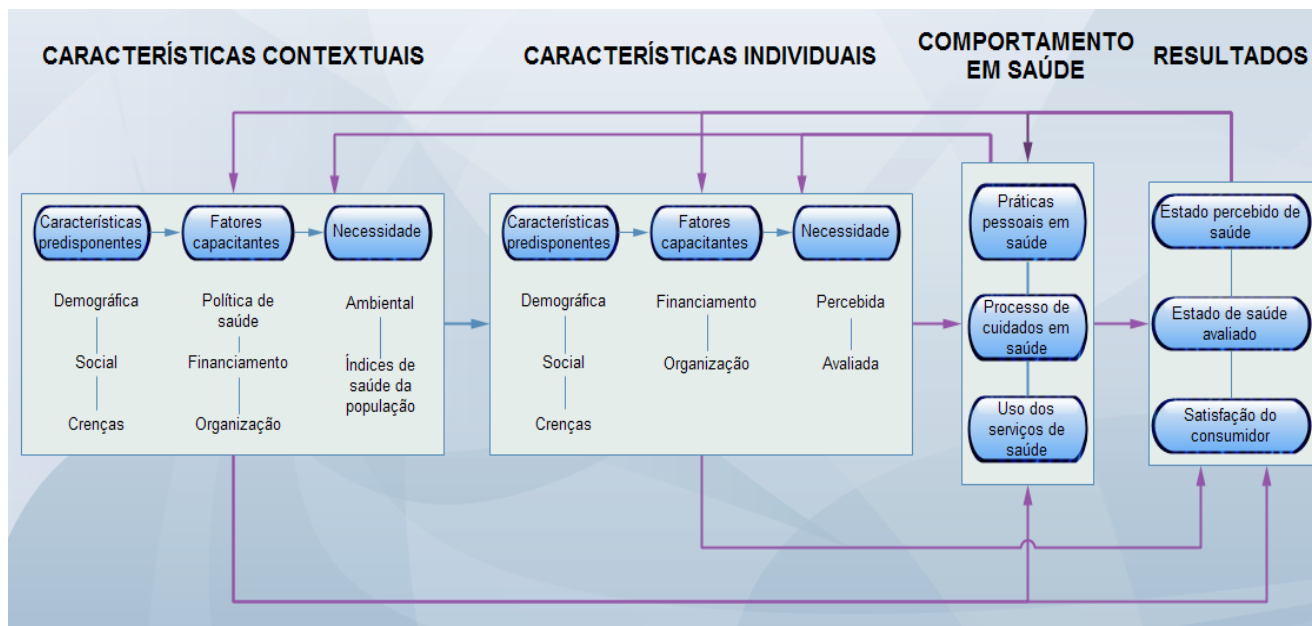 CARACTERÍSTICAS CONTEXTUAIS
CARACTERÍSTICAS INDIVIDUAIS
COMPORTAMENTO
EM SAÚDE
RESULTADOS
Características
predisponentes
Fatores
capacitantes
Necessidade
Demográfica
Social
Crenças
Política de
saúde
Financiamento
Organização
Ambiental
Índices de
saúde da
população
Características
predisponentes
Fatores
capacitantes
Necessidade
Demográfica
Social
Crenças
Financiamento
Organização
Percebida
Avaliada
Práticas
pessoais em
saúde
Processo de
cuidados em
saúde
Uso dos
serviços de
saúde
Estado percebido de
saúde
Estado de saúde
avaliado
Satisfação do
consumidor